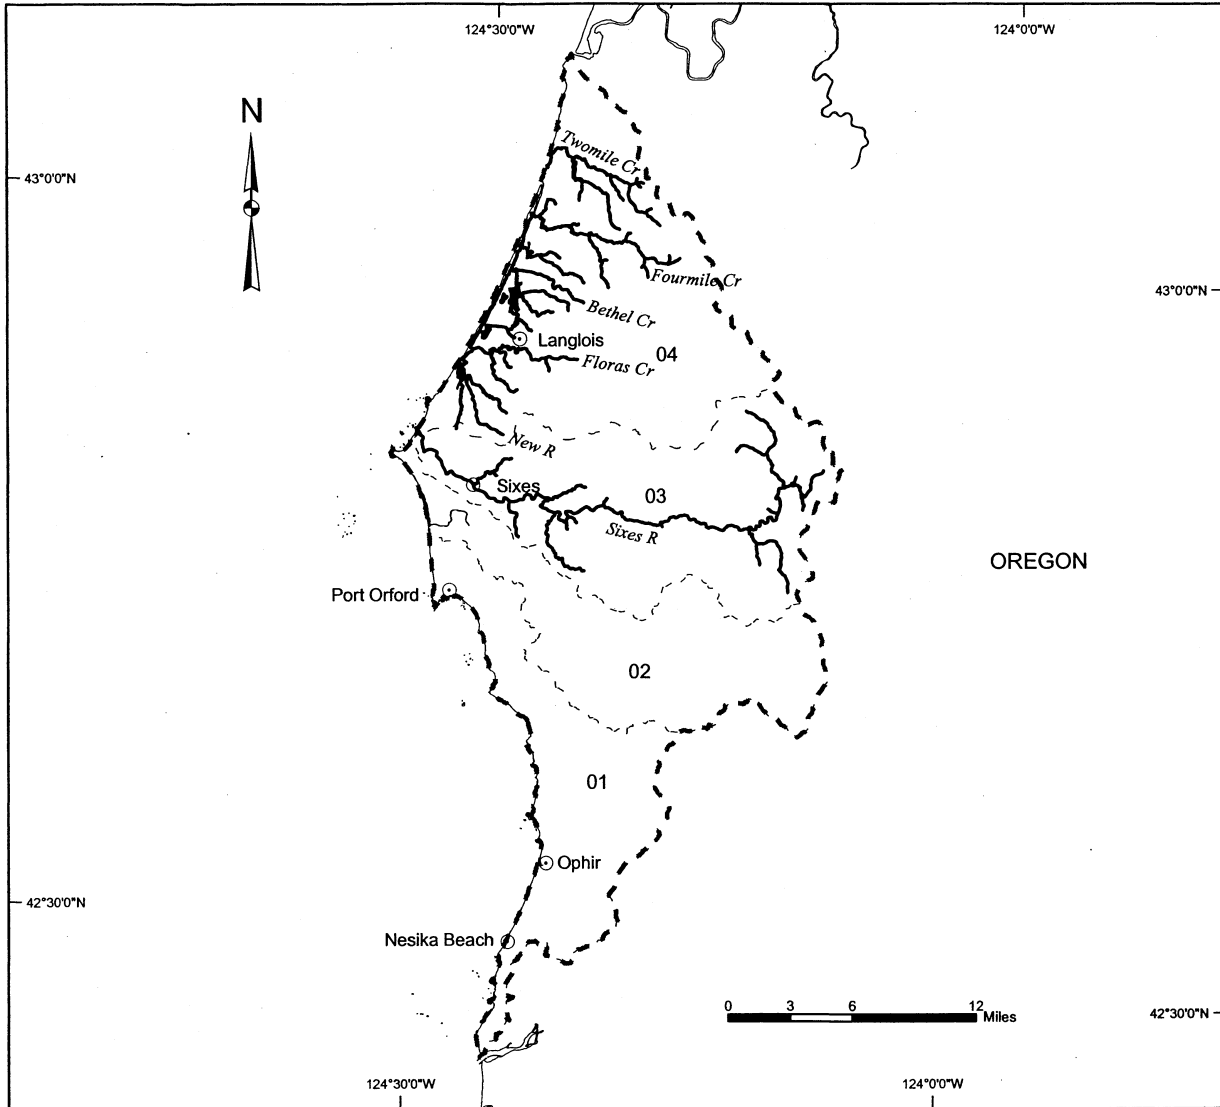 124°30'0"W
124°0'0"W
N
Twomile Cr
43°0'0"N
Fourmile Cr
43°0'0"N
Bethel Cr
Langlois
04
Floras Cr
New R
Sixes
03
Sixes R
OREGON
Port Orford
02
01
Ophir
42°30'0"N
Nesika Beach
0 3 6 12
Miles
42°30'0"N
124°30'0"W
124°0'0"W